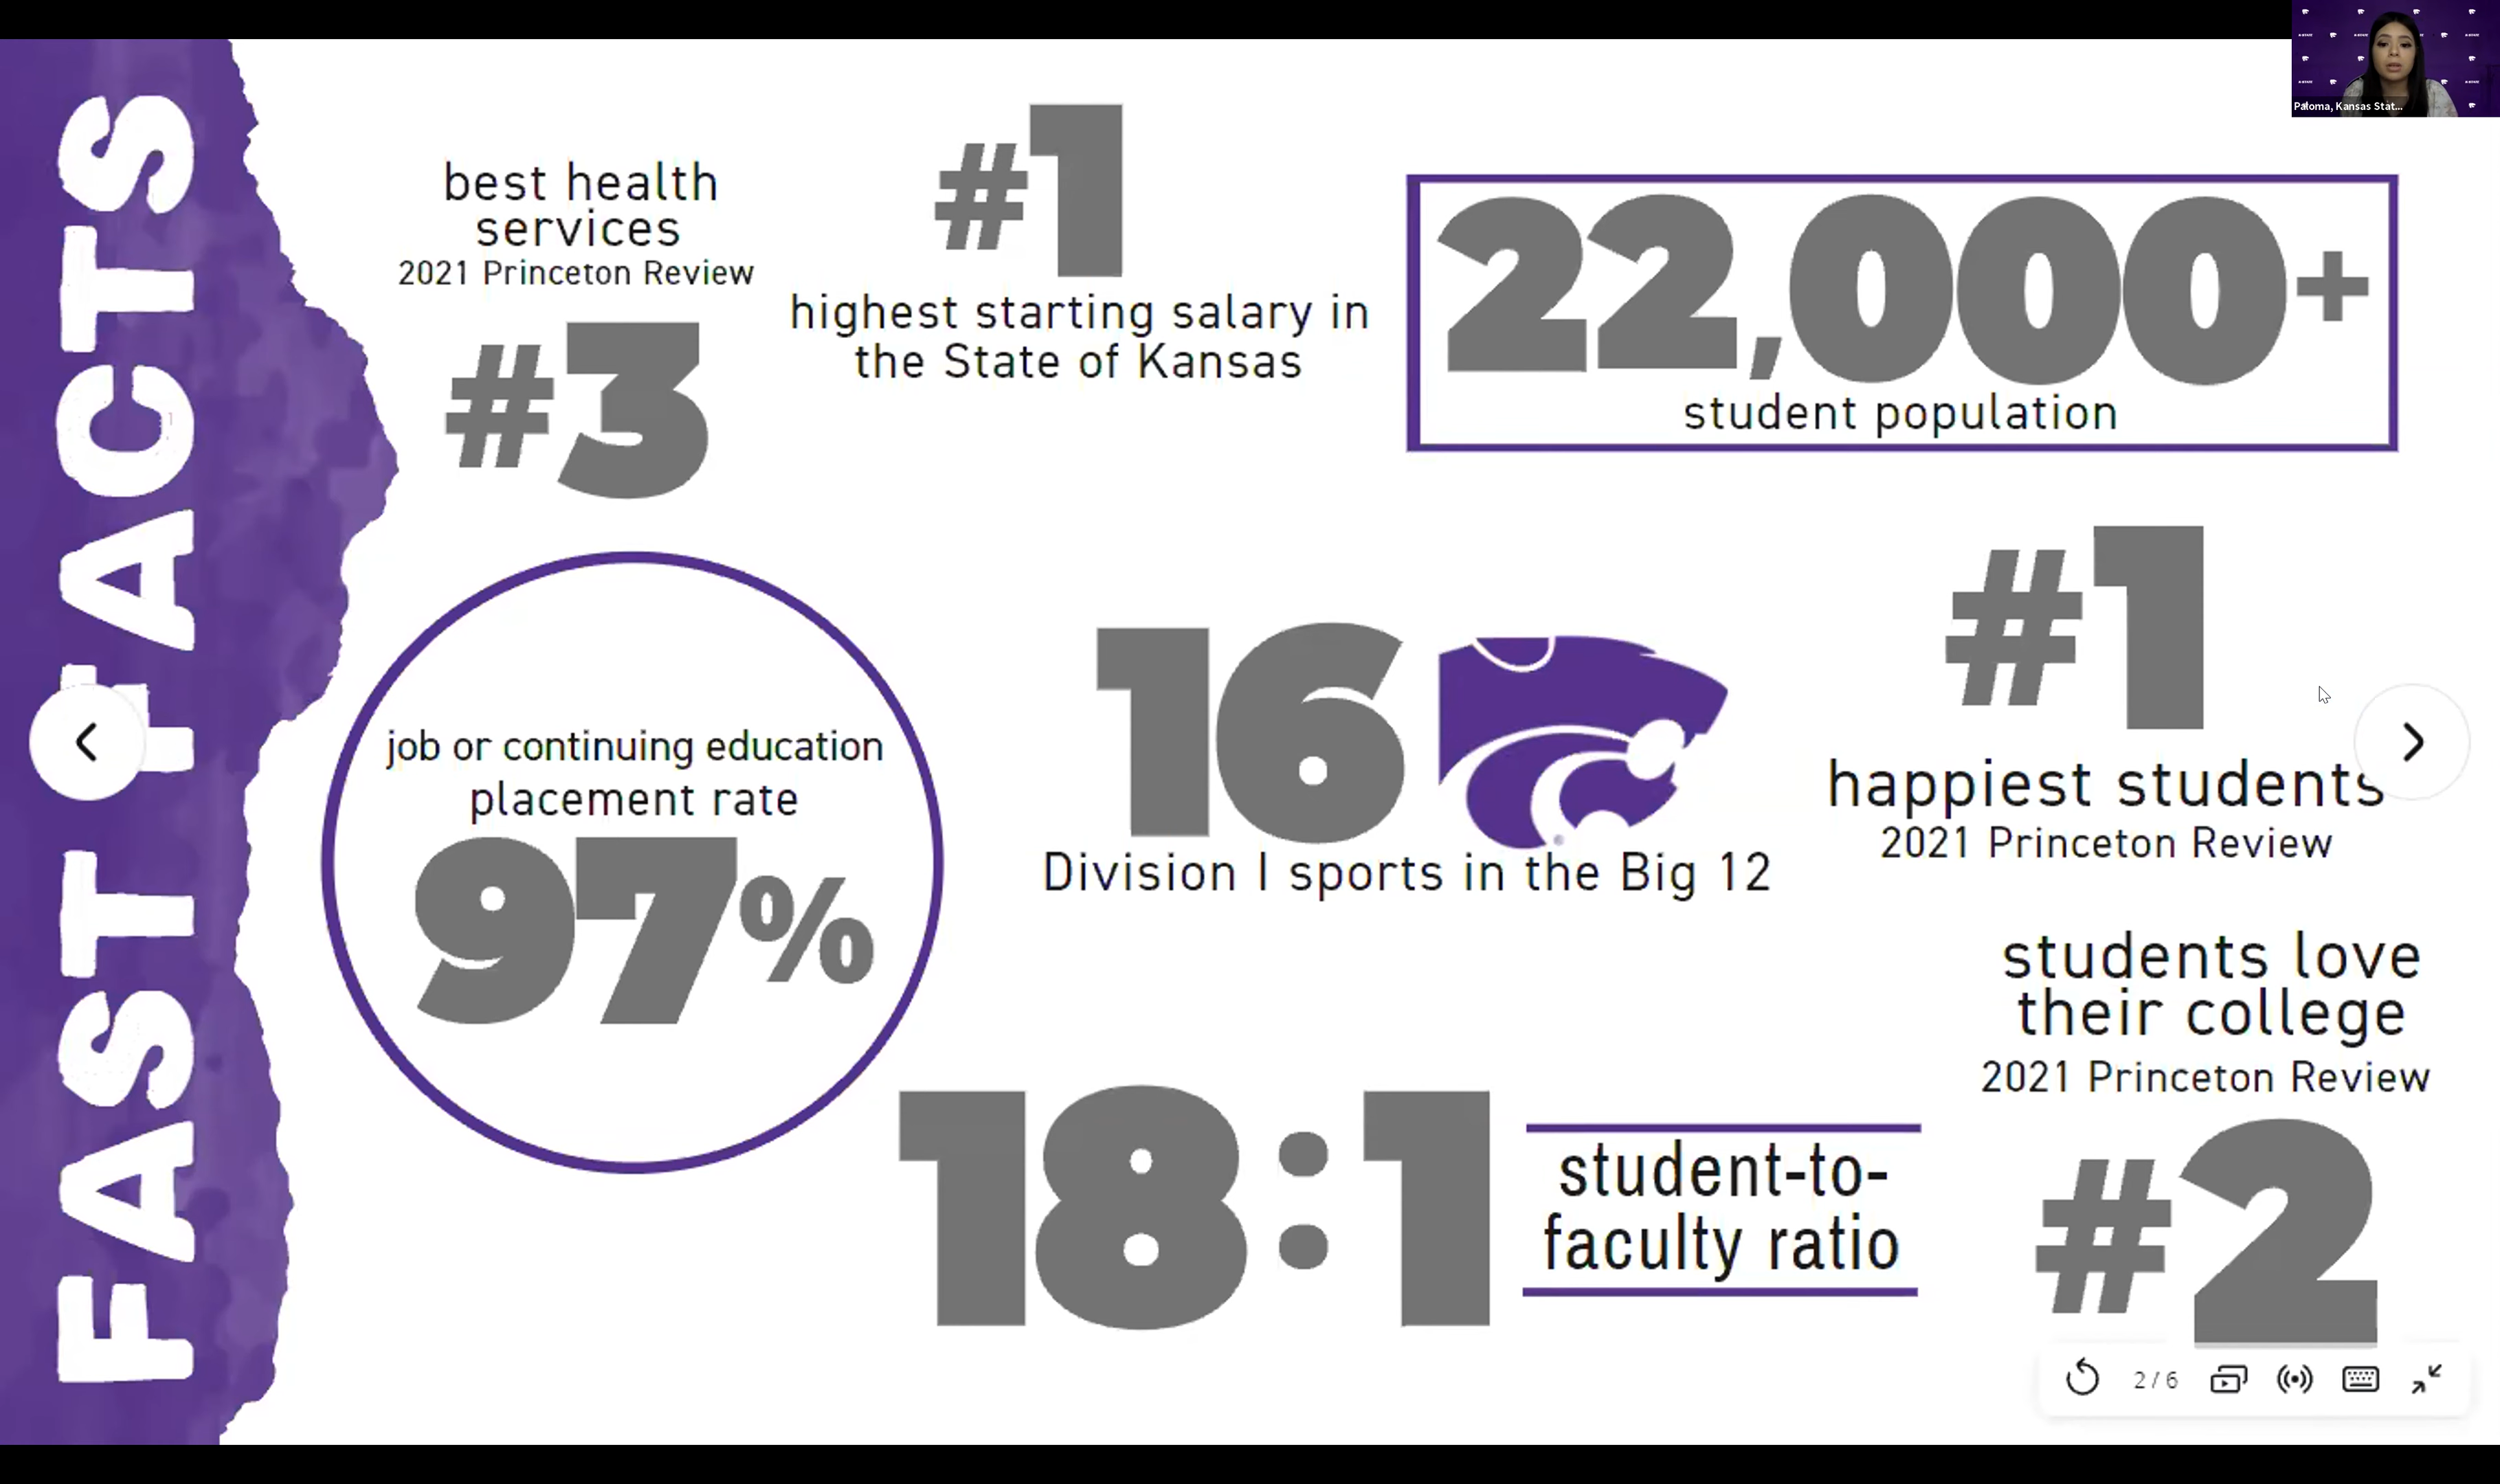 FAST FACTS
best health
services
2021 Princeton Review
#3
#1
highest starting salary in
the State of Kansas
22,000+
student population
job or continuing education
placement rate
97%
16
Division I sports in the Big 12
#1
happiest students
2021 Princeton Review
students love
their college
2021 Princeton Review
#2
18:1
student-to-
faculty ratio
Paloma, Kansas Stat...
2 / 6